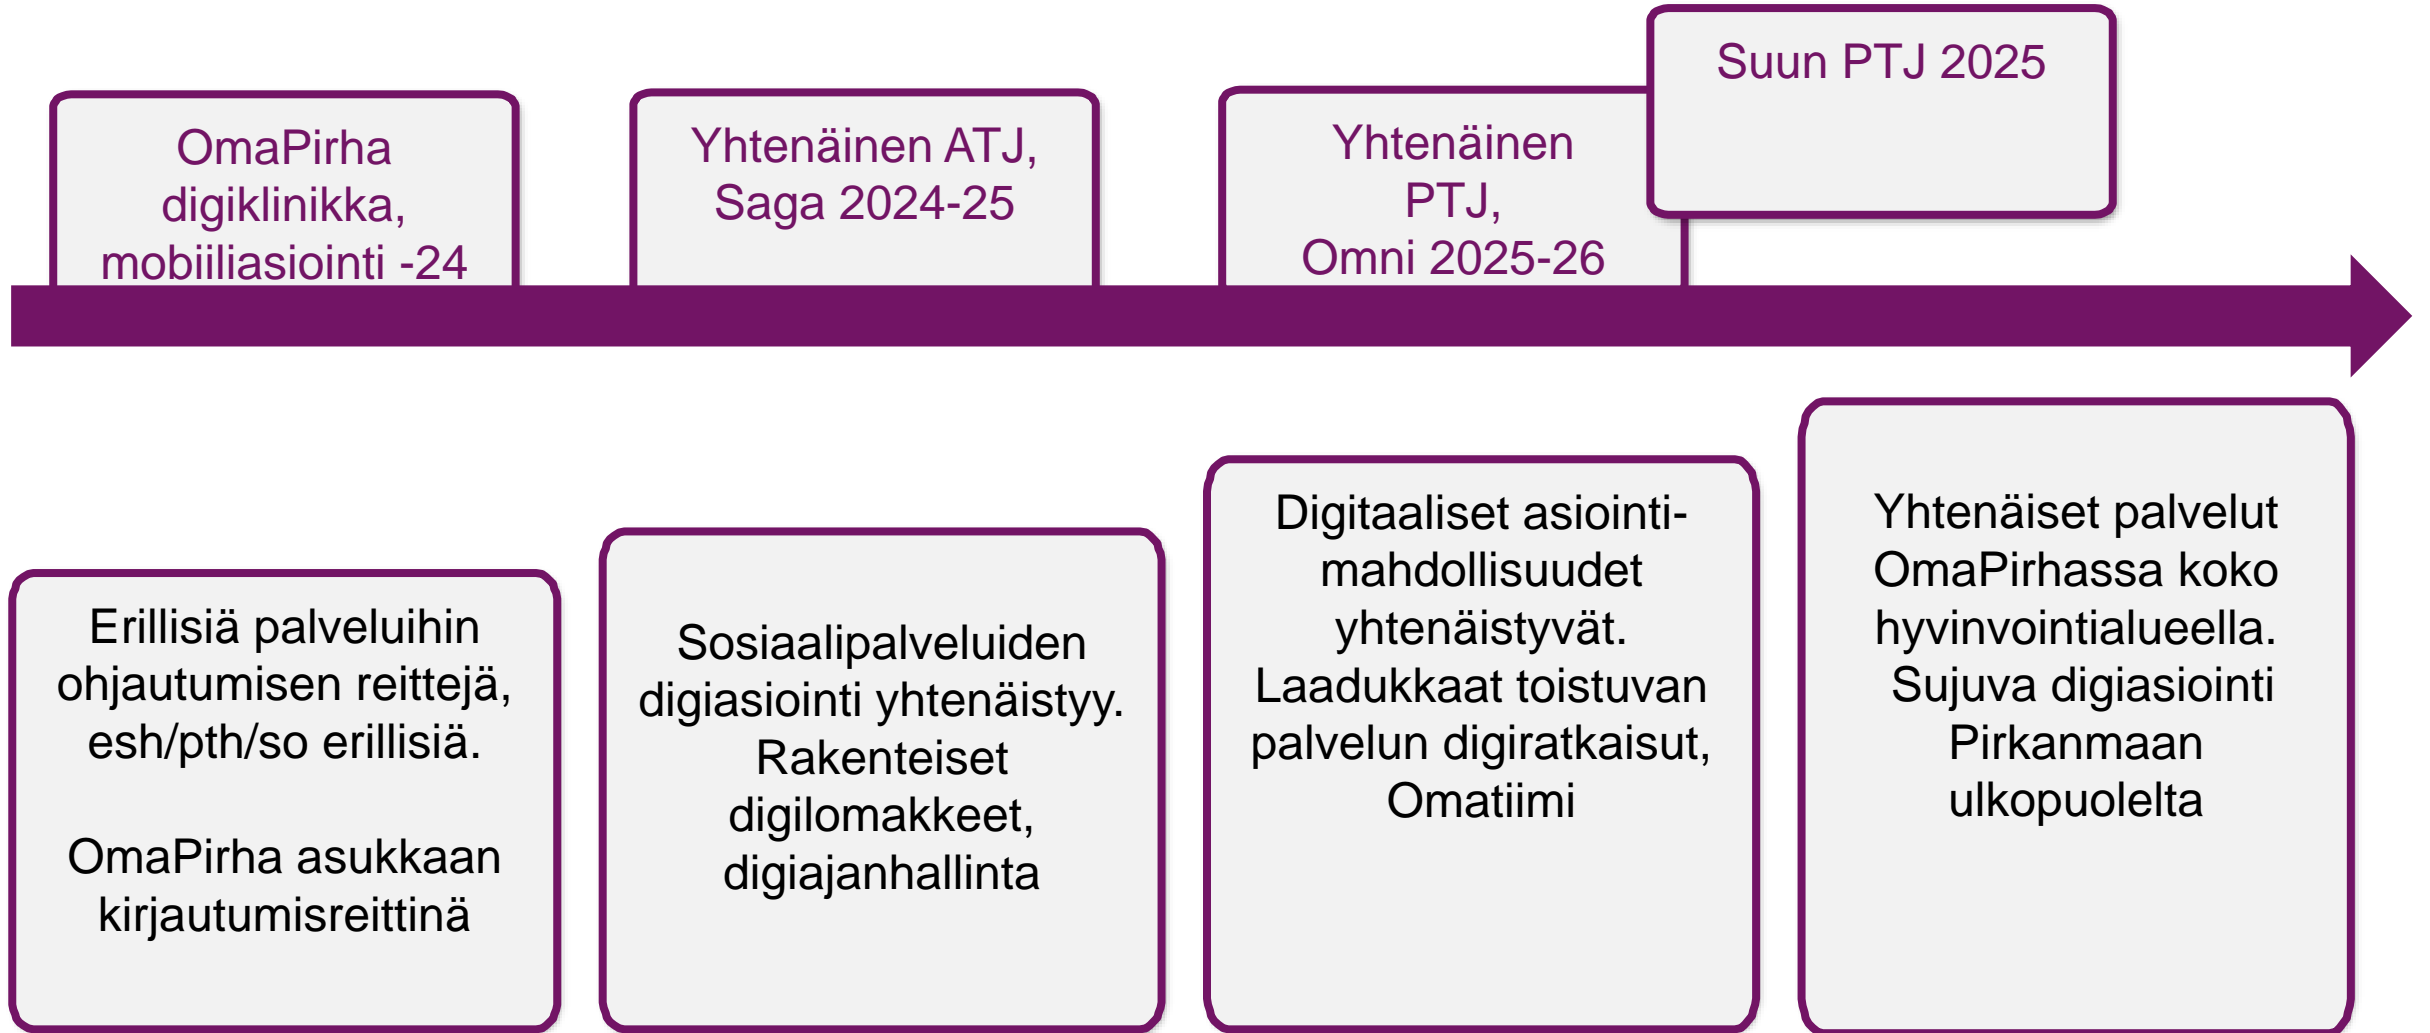 OmaPirha
digiklinikka,
mobiiliasiointi -24
Yhtenäinen ATJ,
Saga 2024-25
Yhtenäinen
PTJ,
Omni 2025-26
Suun PTJ 2025
Erillisiä palveluihin
ohjautumisen reittejä,
esh/pth/so erillisiä.
OmaPirha asukkaan
kirjautumisreittinä
Sosiaalipalveluiden
digiasiointi yhtenäistyy.
Rakenteiset
digilomakkeet,
digiajanhallinta
Digitaaliset asiointi-
mahdollisuudet
yhtenäistyvät.
Laadukkaat toistuvan
palvelun digiratkaisut,
Omatiimi
Yhtenäiset palvelut
OmaPirhassa koko
hyvinvointialueella.
Sujuva digiasiointi
Pirkanmaan
ulkopuolelta